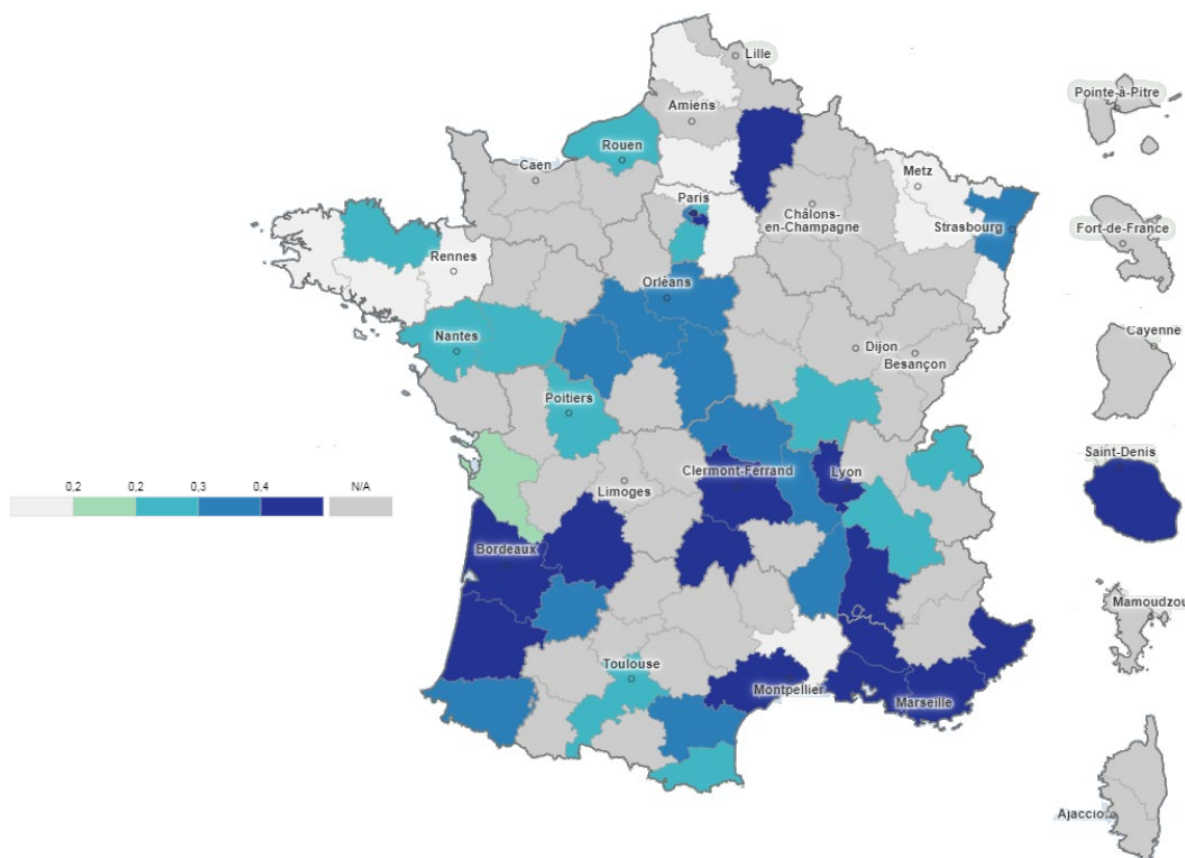 Lille
Amiens
Rouen
Caen
Metz
Paris
Châlons-
en-Champagne
Strasbourg
Rennes
Orléans
Nantes
Dijon
Besançon
Poitiers
Clermont-Ferrand
Lyon
Limoges
Bordeaux
Toulouse
Montpellier
Marseille
0,2
0,2
0,3
0,4
N/A
Pointe-à-Pitre
Fort-de-France
Cayenne
Saint-Denis
Mamoudzou
Ajaccio